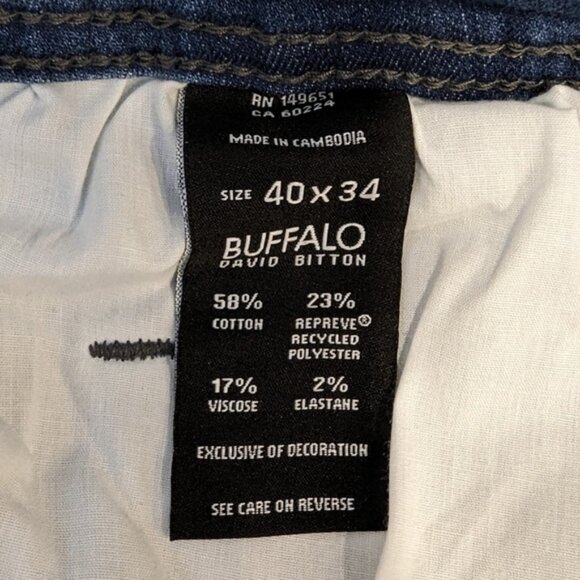 RN 149651
CA 60224
MADE IN CAMBODIA
SIZE 40 x 34
BUFFALO
DAVID BITTON
58% 23%
COTTON REPREVE®
RECYCLED
POLYESTER
17% 2%
VISCOSE ELASTANE
EXCLUSIVE OF DECORATION
SEE CARE ON REVERSE